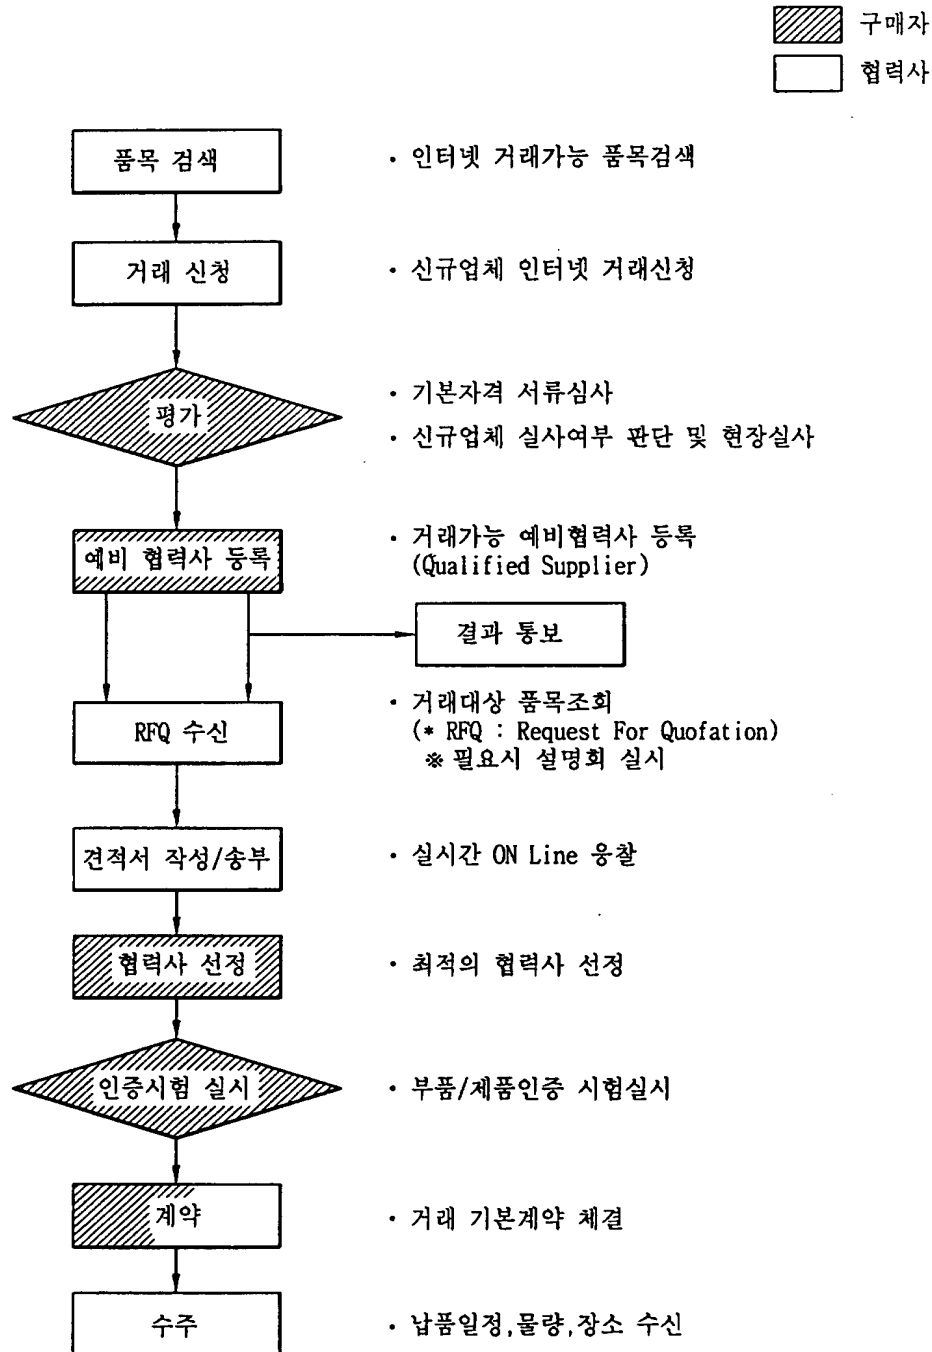 구매자
협력사
품목 검색
· 인터넷 거래가능 품목검색
거래 신청
· 신규업체 인터넷 거래신청
평가
· 기본자격 서류심사
· 신규업체 실사여부 판단 및 현장실사
예비 협력사 등록
· 거래가능 예비협력사 등록
(Qualified Supplier)
결과 통보
RFQ 수신
· 거래대상 품목조회
(* RFQ : Request For Quofation)
※ 필요시 설명회 실시
견적서 작성/송부
· 실시간 ON Line 응찰
협력사 선정
· 최적의 협력사 선정
인증시험 실시
· 부품/제품인증 시험실시
계약
· 거래 기본계약 체결
수주
· 납품일정,물량,장소 수신